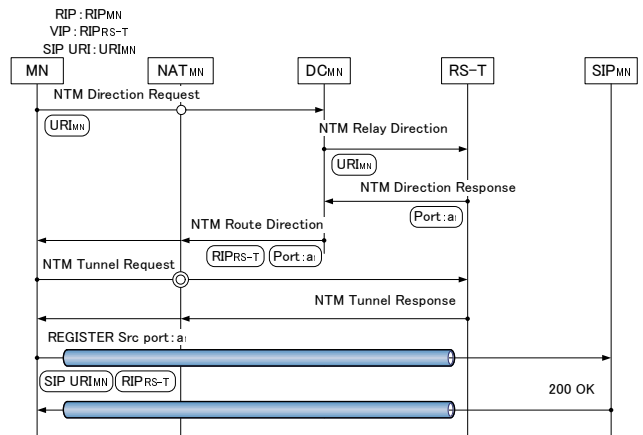 RIP : RIPMN
VIP : RIPRS-T
SIP URI : URIMN
MN NATMN DCMN RS-T SIPMN
NTM Direction Request
URIMN
NTM Relay Direction
URIMN
NTM Direction Response
Port:ai
NTM Route Direction
RIPRS-T Port:ai
NTM Tunnel Request
NTM Tunnel Response
REGISTER Src port:ai
SIP URIMN RIPRS-T
200 OK